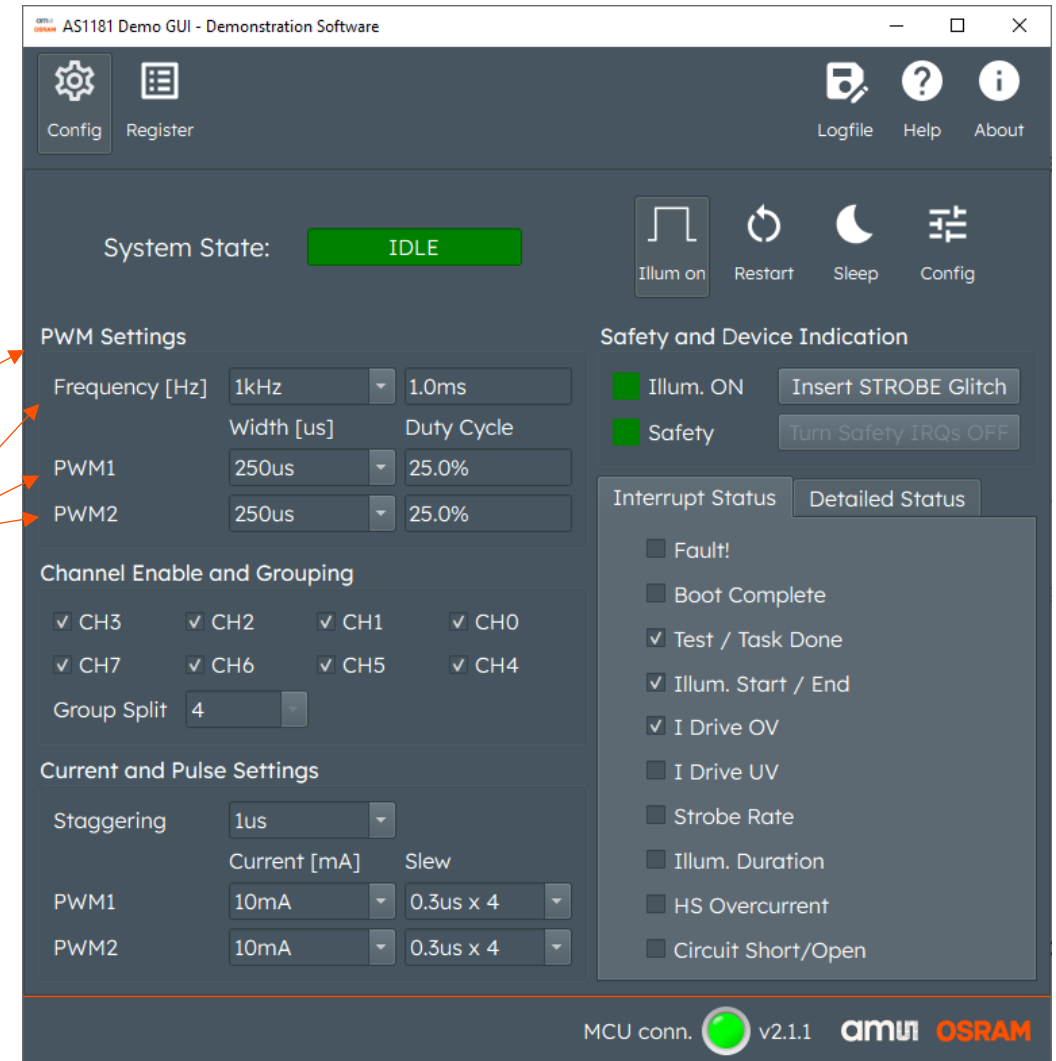 am OSRAM AS1181 Demo GUI - Demonstration Software
Config Register Logfile Help About
System State: IDLE
Illum on Restart Sleep Config
PWM Settings
Frequency [Hz] 1kHz 1.0ms
Width [us] Duty Cycle
PWM1 250us 25.0%
PWM2 250us 25.0%
Channel Enable and Grouping
CH3 CH2 CH1 CH0
CH7 CH6 CH5 CH4
Group Split 4
Current and Pulse Settings
Staggering 1us
Current [mA] Slew
PWM1 10mA 0.3us x 4
PWM2 10mA 0.3us x 4
Safety and Device Indication
Illum. ON Insert STROBE Glitch
Safety Turn Safety IRQs OFF
Interrupt Status Detailed Status
Fault!
Boot Complete
Test / Task Done
Illum. Start / End
I Drive OV
I Drive UV
Strobe Rate
Illum. Duration
HS Overcurrent
Circuit Short/Open
MCU conn. v2.1.1 am OSRAM